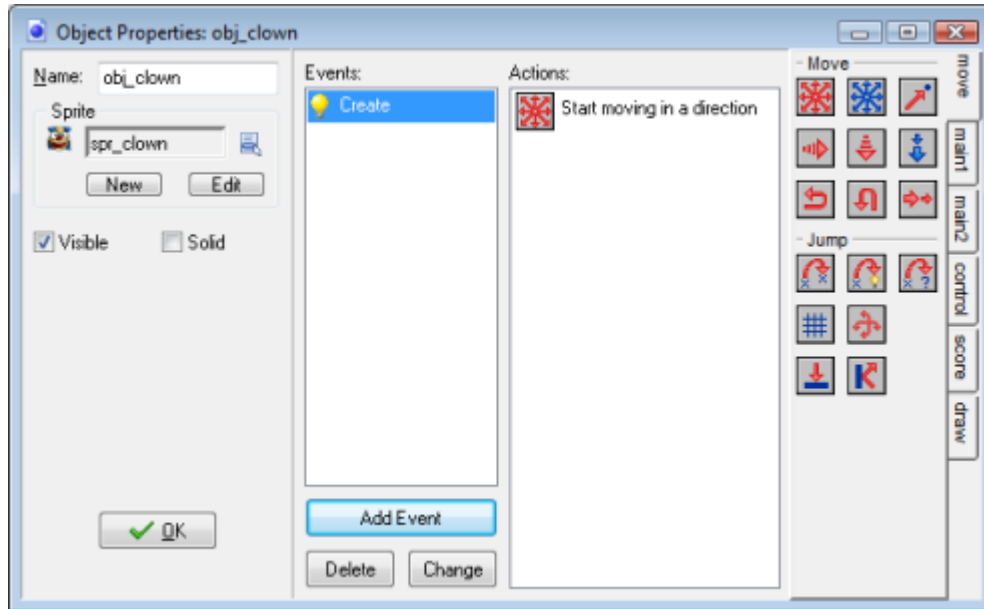 Object Properties: obj_clown
Name: obj_clown
Sprite
spr_clown
New Edit
Visible Solid
OK
Events:
Create
Add Event
Delete Change
Actions:
Start moving in a direction
Move
Jump
move
main1
main2
control
score
draw